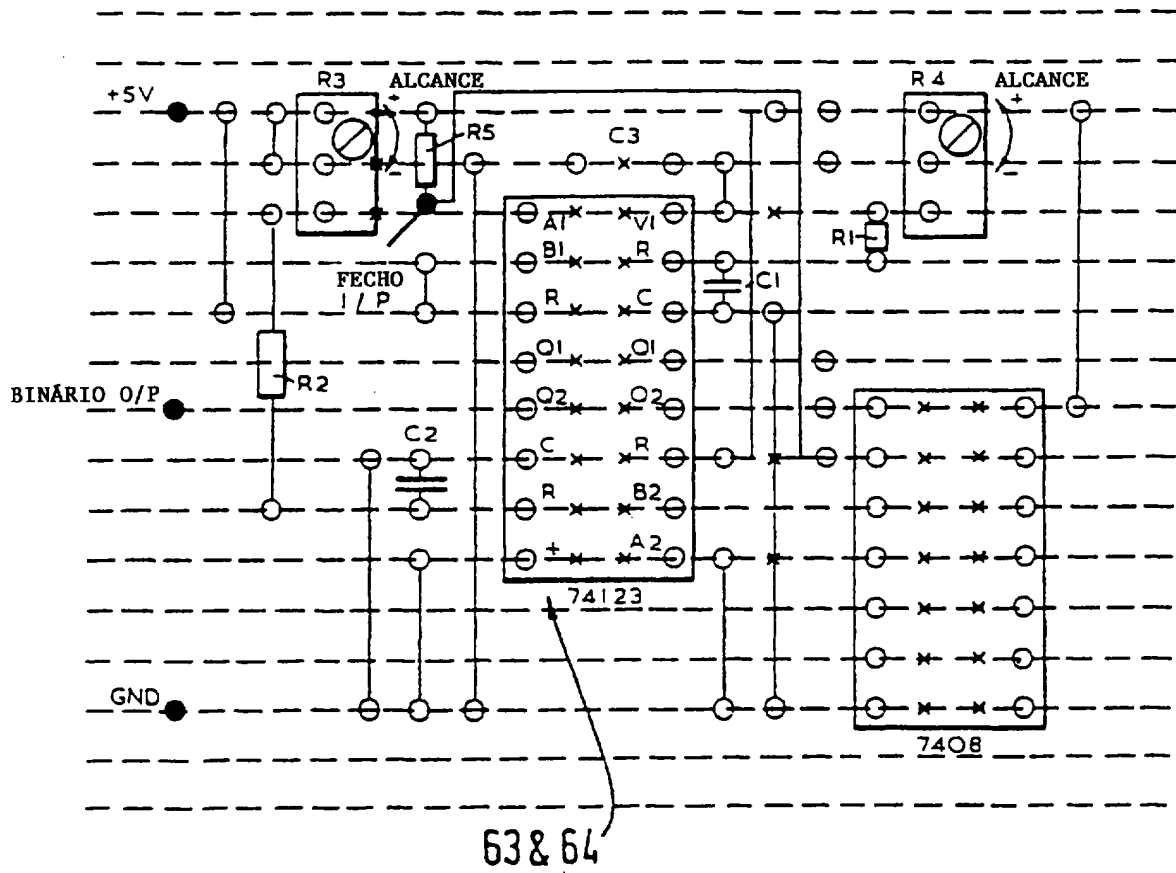 R3 ALCANCE R4 ALCANCE
+5V + +
R5 C3
- -
A1 V1
B1 R R1
FECHO
I/P
R C C1
Q1 Q1
R2
BINÁRIO O/P Q2 Q2
C2 C R
R B2
+ A2
74123
GND
7408
63 & 64